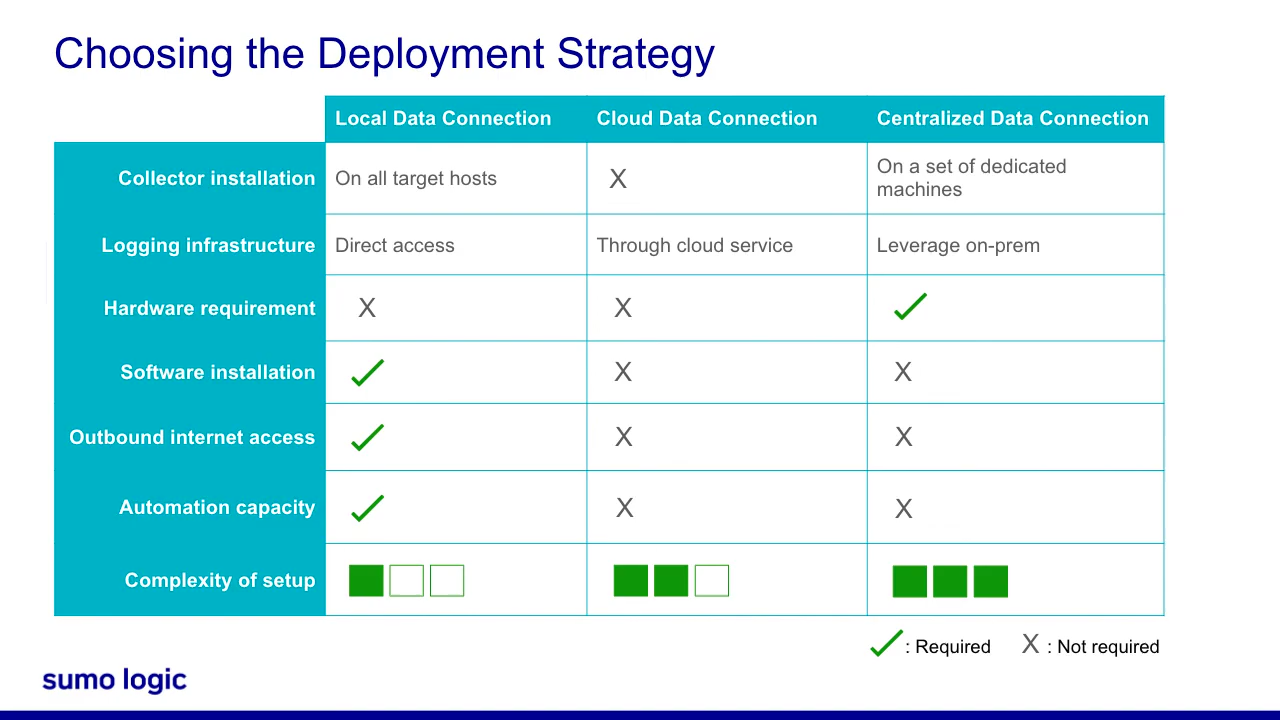 Choosing the Deployment Strategy
Local Data Connection
Cloud Data Connection
Centralized Data Connection
Collector installation
On all target hosts
X
On a set of dedicated
machines
Logging infrastructure
Direct access
Through cloud service
Leverage on-prem
Hardware requirement
X
X
✓
Software installation
✓
X
X
Outbound internet access
✓
X
X
Automation capacity
✓
X
X
Complexity of setup
✓: Required
X : Not required
sumo logic